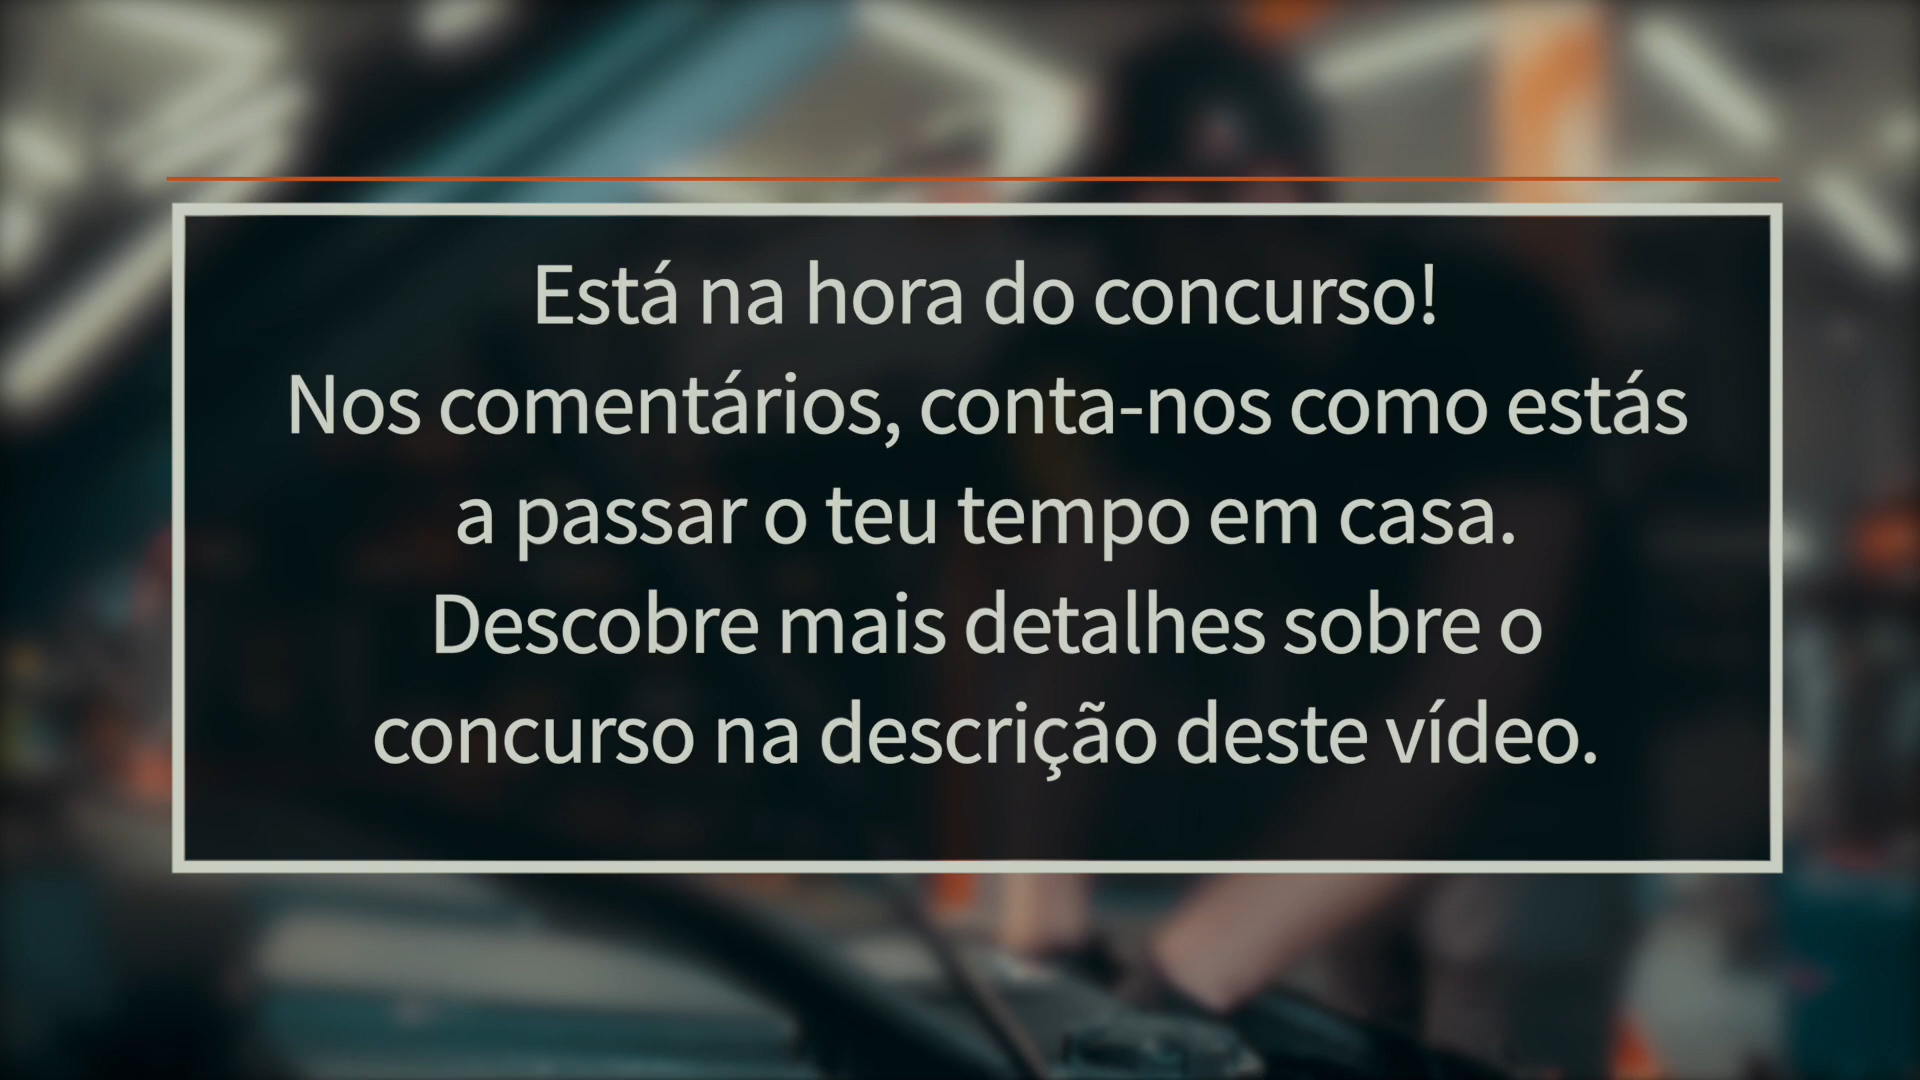 Está na hora do concurso!
Nos comentários, conta-nos como estás
a passar o teu tempo em casa.
Descobre mais detalhes sobre o
concurso na descrição deste vídeo.